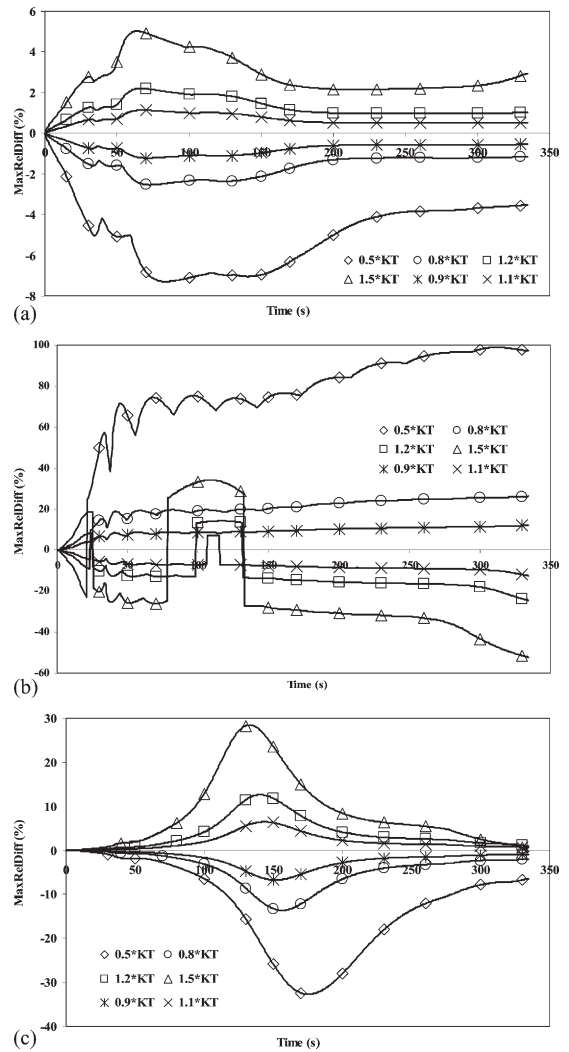 6
4
2
0
-2
-4
-6
-8
MaxRelDiff (%)
0 50 100 150 200 250 300 350
0.5*KT 0.8*KT 1.2*KT
1.5*KT 0.9*KT 1.1*KT
Time (s)
(a)
100
80
60
40
20
0
-20
-40
-60
MaxRelDiff (%)
0 50 100 150 200 250 300 350
0.5*KT 0.8*KT
1.2*KT 1.5*KT
0.9*KT 1.1*KT
Time (s)
(b)
30
20
10
0
-10
-20
-30
-40
MaxRelDiff (%)
0 50 100 150 200 250 300 350
0.5*KT 0.8*KT
1.2*KT 1.5*KT
0.9*KT 1.1*KT
Time (s)
(c)